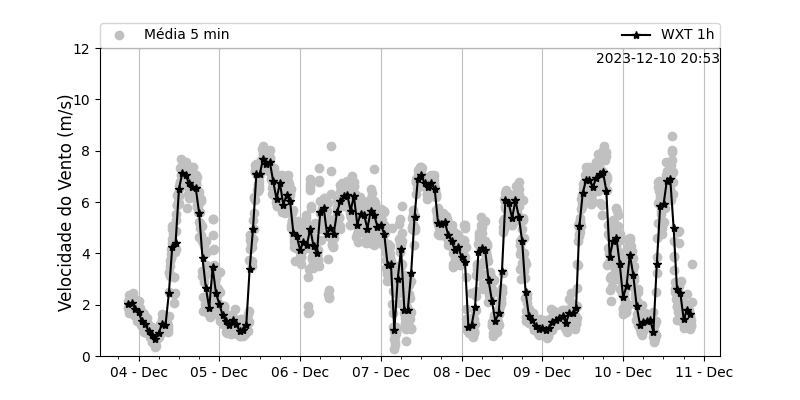 Média 5 min
WXT 1h
2023-12-10 20:53
Velocidade do Vento (m/s)
12
10
8
6
4
2
0
04 - Dec
05 - Dec
06 - Dec
07 - Dec
08 - Dec
09 - Dec
10 - Dec
11 - Dec